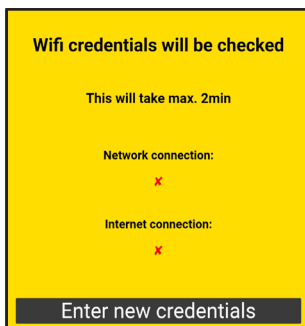 Wifi credentials will be checked
This will take max. 2min
Network connection:
✘
Internet connection:
✘
Enter new credentials